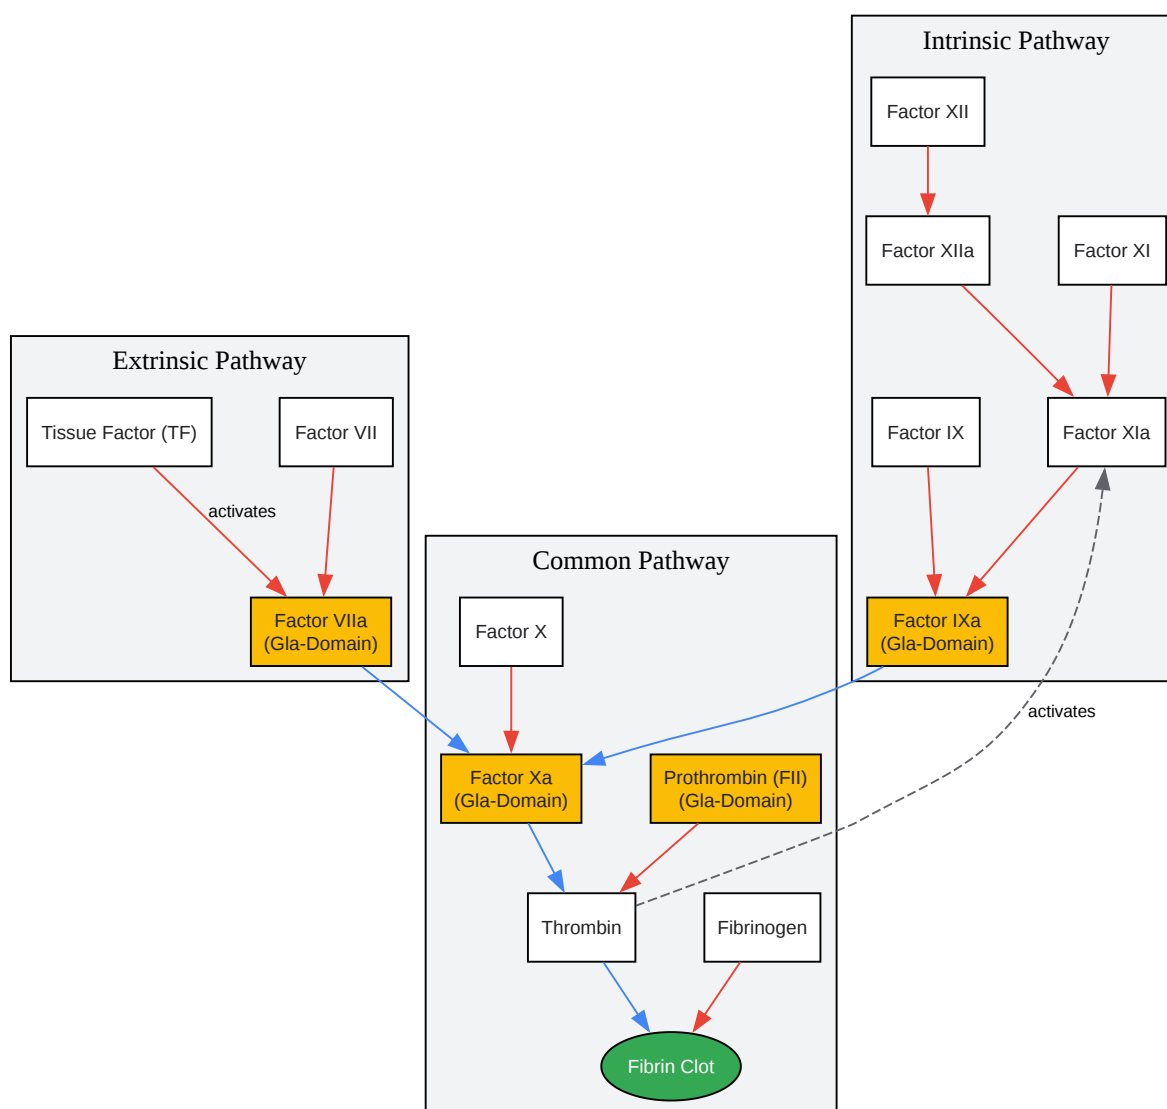 Intrinsic Pathway
Factor XII
Factor XIIa
Factor XI
Extrinsic Pathway
Tissue Factor (TF)
Factor VII
Factor IX
Factor XIa
activates
Common Pathway
Factor VIIa
(Gla-Domain)
Factor X
Factor IXa
(Gla-Domain)
activates
Factor Xa
(Gla-Domain)
Prothrombin (FII)
(Gla-Domain)
Thrombin
Fibrinogen
Fibrin Clot